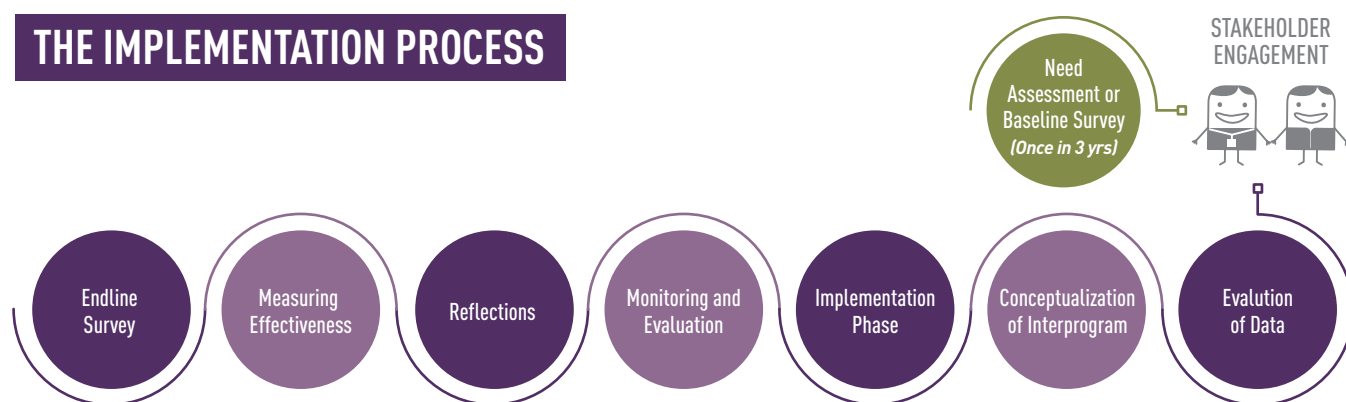 THE IMPLEMENTATION PROCESS
Need
Assessment or
Baseline Survey
(Once in 3 yrs)
STAKEHOLDER
ENGAGEMENT
Endline
Survey
Measuring
Effectiveness
Reflections
Monitoring and
Evaluation
Implementation
Phase
Conceptualization
of Interprogram
Evalution
of Data